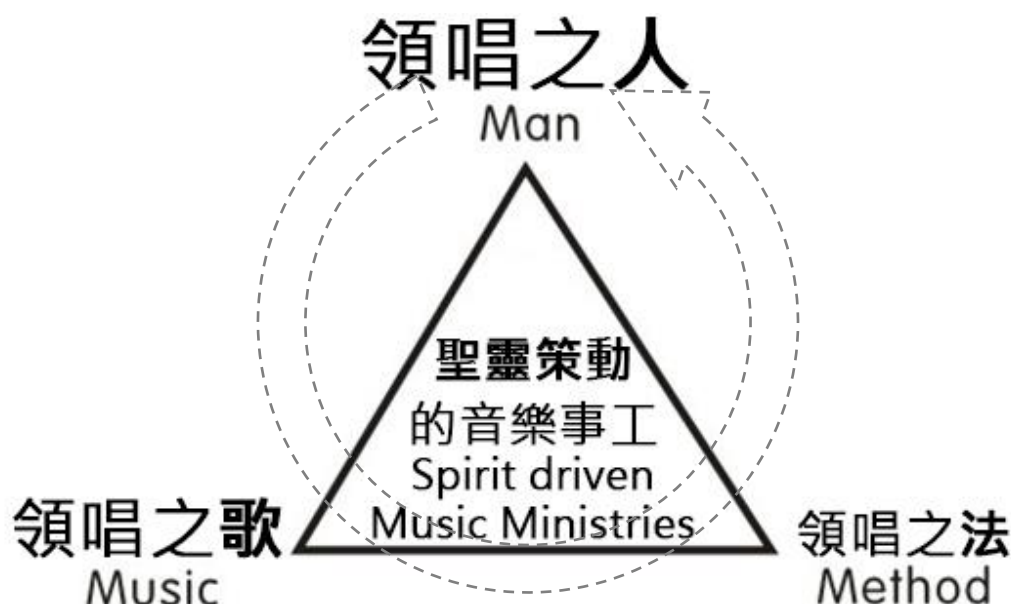 領唱之人
Man
聖靈策動
的音樂事工
Spirit driven
Music Ministries
領唱之歌
Music
領唱之法
Method